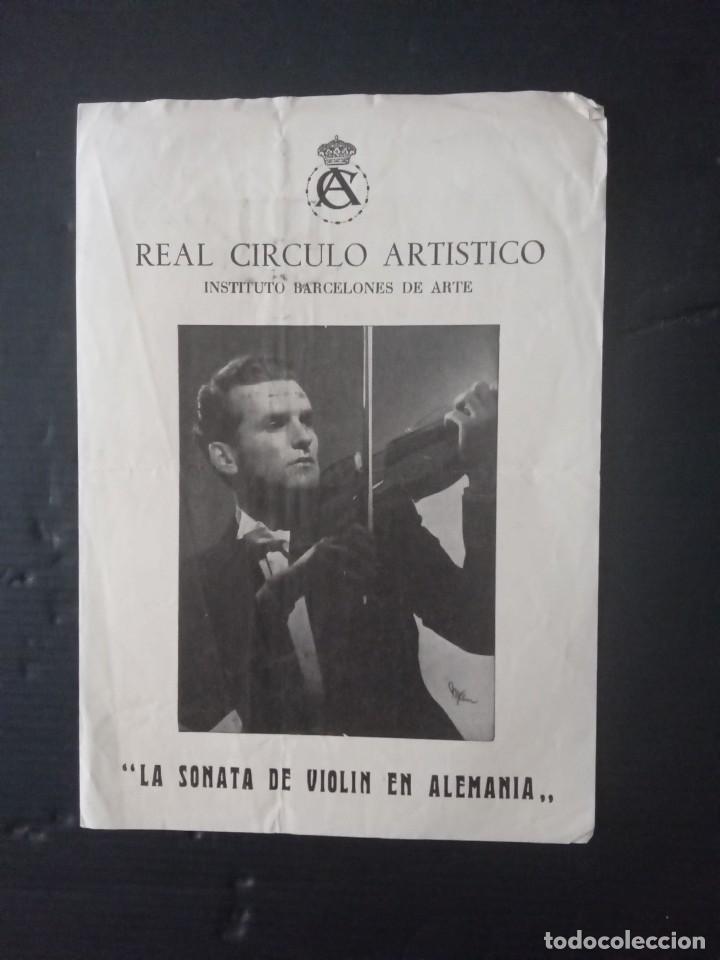 CA
REAL CIRCULO ARTISTICO
INSTITUTO BARCELONES DE ARTE
“LA SONATA DE VIOLIN EN ALEMANIA„
todocoleccion